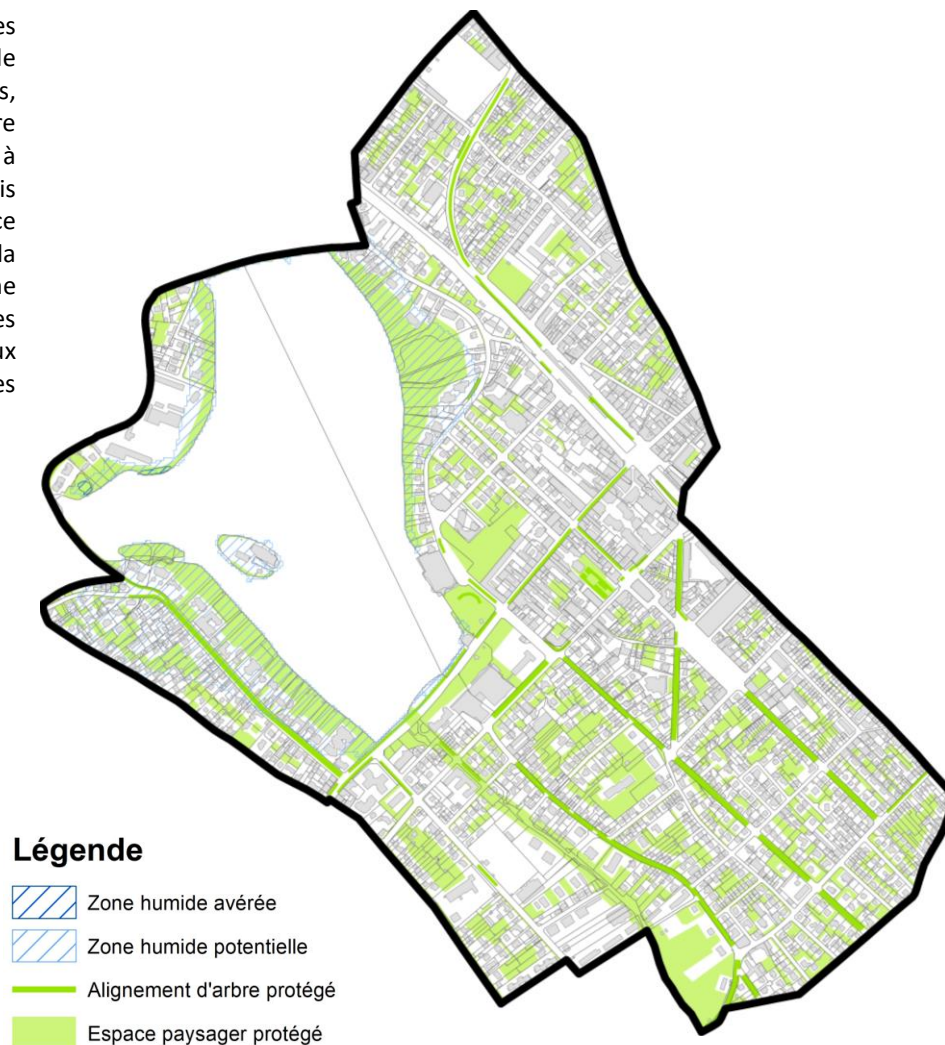 es
le
s,
re
à
is
ce
la
ne
es
ux
es
Légende
Zone humide avérée
Zone humide potentielle
Alignement d'arbre protégé
Espace paysager protégé